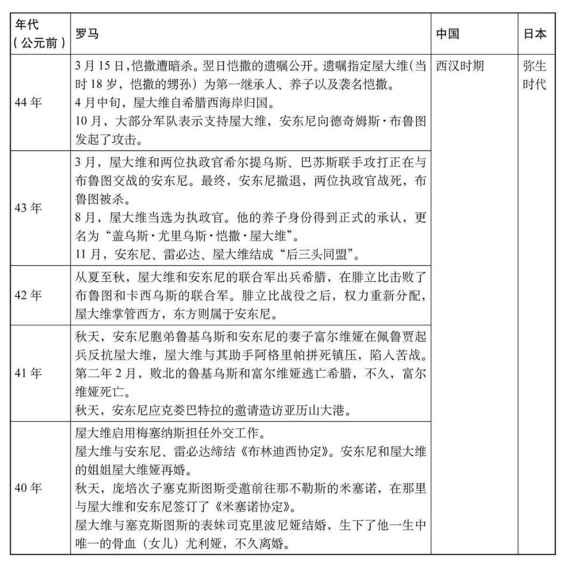 年代
（公元前）
罗马
中国
日本
44 年
3 月 15 日，恺撒遭暗杀。翌日恺撒的遗嘱公开。遗嘱指定屋大维（当
时 18 岁，恺撒的甥孙）为第一继承人、养子以及袭名恺撒。
4 月中旬，屋大维自希腊西海岸归国。
10 月，大部分军队表示支持屋大维，安东尼向德奇姆斯·布鲁图
发起了攻击。
西汉时期
弥生
时代
43 年
3 月，屋大维和两位执政官希尔提乌斯、巴苏斯联手攻打正在与
布鲁图交战的安东尼。最终，安东尼撤退，两位执政官战死，布
鲁图被杀。
8 月，屋大维当选为执政官。他的养子身份得到正式的承认，更
名为“盖乌斯·尤里乌斯·恺撒·屋大维”。
11 月，安东尼、雷必达、屋大维结成“后三头同盟”。
42 年
从夏至秋，屋大维和安东尼的联合军出兵希腊，在腓立比击败了
布鲁图和卡西乌斯的联合军。腓立比战役之后，权力重新分配，
屋大维掌管西方，东方则属于安东尼。
41 年
秋天，安东尼胞弟鲁基乌斯和安东尼的妻子富尔维娅在佩鲁贾起
兵反抗屋大维，屋大维与其助手阿格里帕拼死镇压，陷入苦战。
第二年 2 月，败北的鲁基乌斯和富尔维娅逃亡希腊，不久，富尔
维娅死亡。
秋天，安东尼应克娄巴特拉的邀请造访亚历山大港。
40 年
屋大维启用梅塞纳斯担任外交工作。
屋大维与安东尼、雷必达缔结《布林迪西协定》。安东尼和屋大维
的姐姐屋大维娅再婚。
秋天，庞培次子塞克斯图斯受邀前往那不勒斯的米塞诺，在那里
与屋大维和安东尼签订了《米塞诺协定》。
屋大维与塞克斯图斯的表妹司克里波尼娅结婚，生下了他一生中
唯一的骨血（女儿）尤利娅，不久离婚。